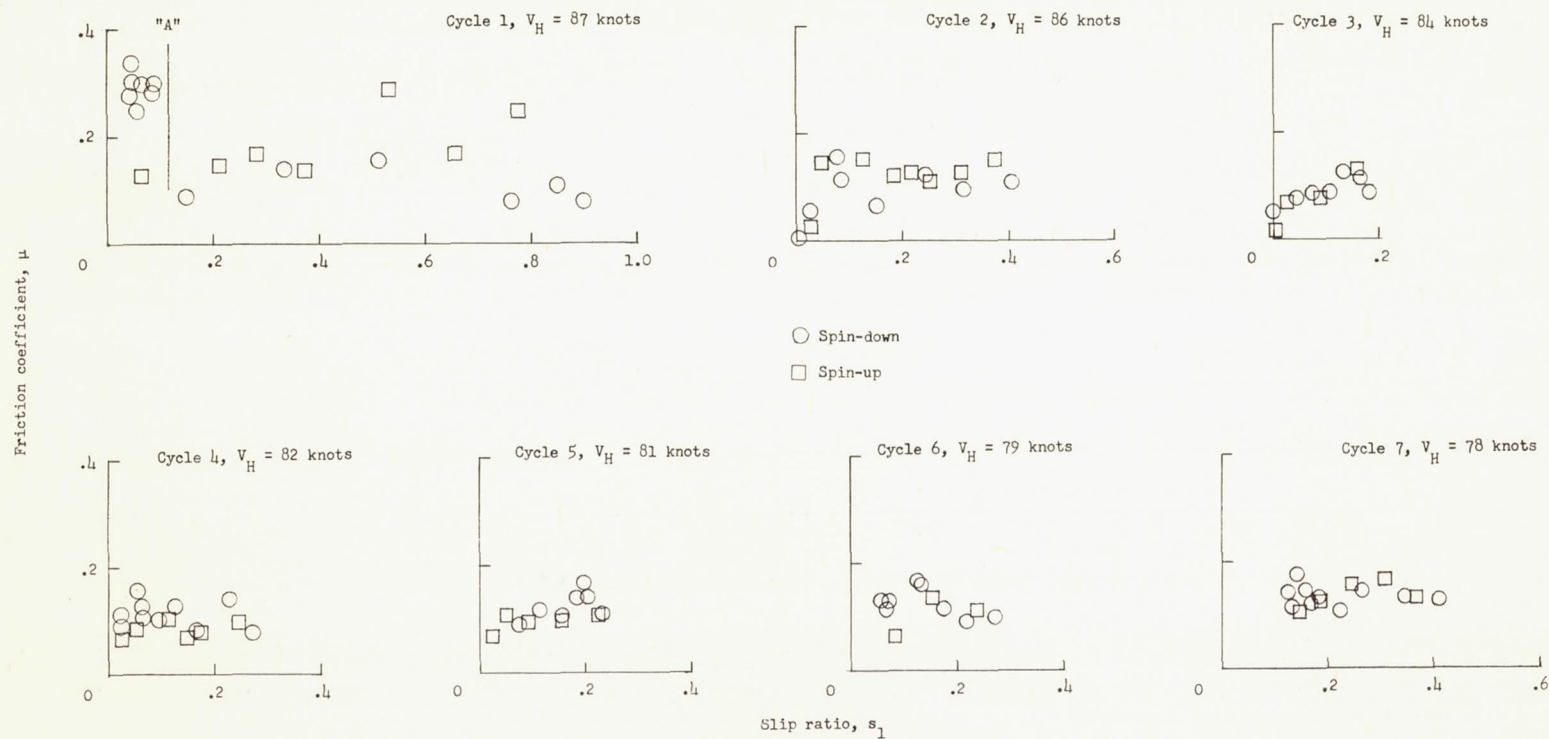 "A"
Cycle 1, V_H = 87 knots
Cycle 2, V_H = 86 knots
Cycle 3, V_H = 84 knots
.4
.2
0 .2 .4 .6 .8 1.0
0 .2 .4 .6
0 .2
Friction coefficient, μ
Spin-down
Spin-up
Cycle 4, V_H = 82 knots
Cycle 5, V_H = 81 knots
Cycle 6, V_H = 79 knots
Cycle 7, V_H = 78 knots
.4
.2
0 .2 .4
0 .2 .4
0 .2 .4
0 .2 .4 .6
Slip ratio, s_1